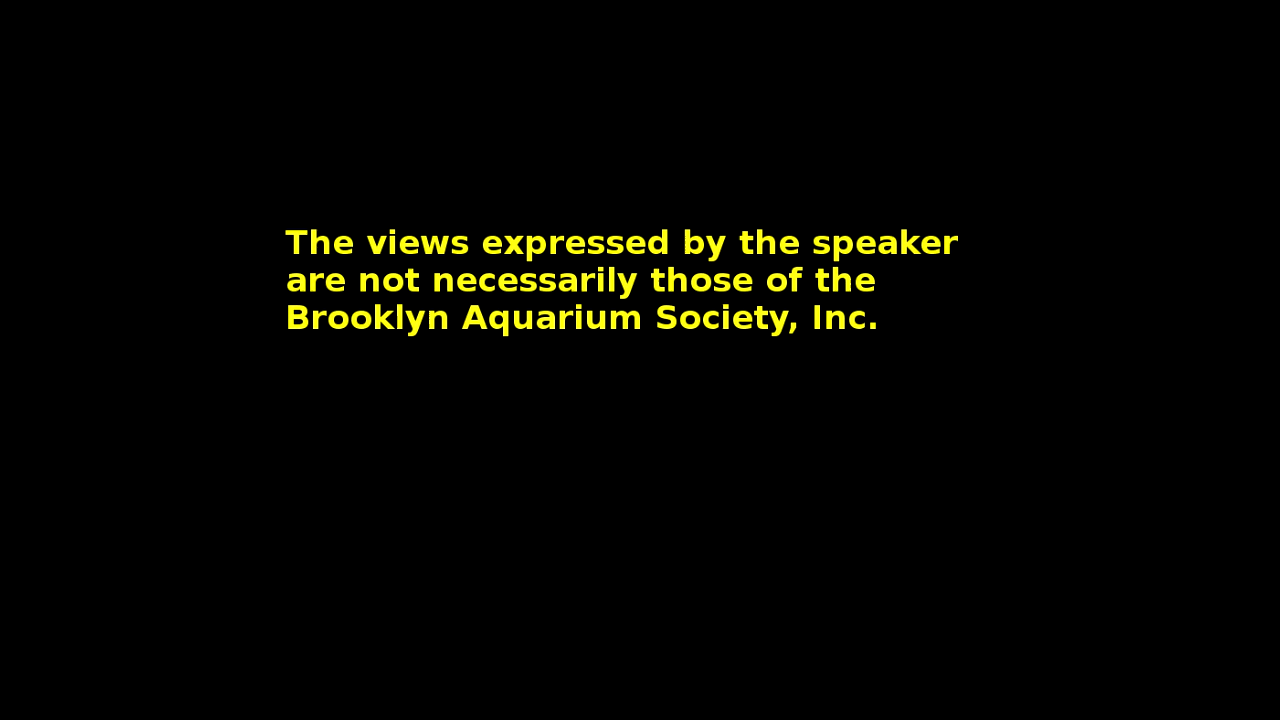 The views expressed by the speaker
are not necessarily those of the
Brooklyn Aquarium Society, Inc.